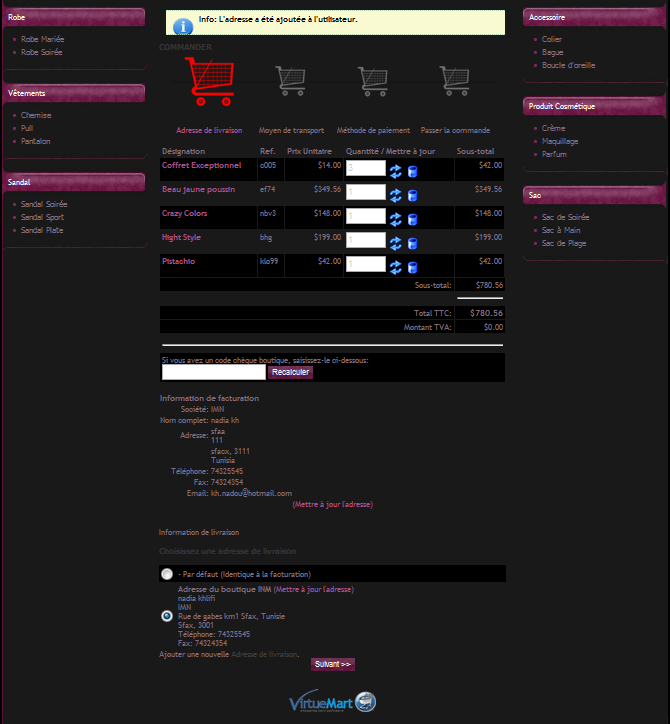 Robe
Robe Mariée
Robe Soirée
Vêtements
Chemise
Pull
Pantalon
Sandal
Sandal Soirée
Sandal Sport
Sandal Plate
Info: L'adresse a été ajoutée à l'utilisateur.
COMMANDER
Adresse de livraison Moyen de transport Méthode de paiement Passer la commande
Désignation Ref. Prix Unitaire Quantité / Mettre à jour Sous-total
Coffret Exceptionnel c005 $14.00 3 $42.00
Beau jaune poussin ef74 $349.56 1 $349.56
Crazy Colors nbv3 $148.00 1 $148.00
Hight Style bhg $199.00 1 $199.00
Pistachio klo99 $42.00 1 $42.00
Sous-total: $780.56
Total TTC: $780.56
Montant TVA: $0.00
Si vous avez un code chèque boutique, saisissez-le ci-dessous:
Recalculer
Information de facturation
Société: IMN
Nom complet: nadia kh
Adresse: sfaa
111
sfacx, 3111
Tunisia
Téléphone: 74325545
Fax: 74324354
Email: kh.nadou@hotmail.com
(Mettre à jour l'adresse)
Information de livraison
Choisissez une adresse de livraison
- Par défaut (Identique à la facturation)
Adresse du boutique INM (Mettre à jour l'adresse)
nadia khlifi
IMN
Rue de gabes km1 Sfax, Tunisie
Sfax, 3001
Téléphone: 74325545
Fax: 74324354
Ajouter une nouvelle Adresse de livraison.
Suivant >>
VirtueMart
Accessoire
Colier
Bague
Boucle d'oreille
Produit Cosmétique
Crème
Maquillage
Parfum
Sac
Sac de Soirée
Sac à Main
Sac de Plage